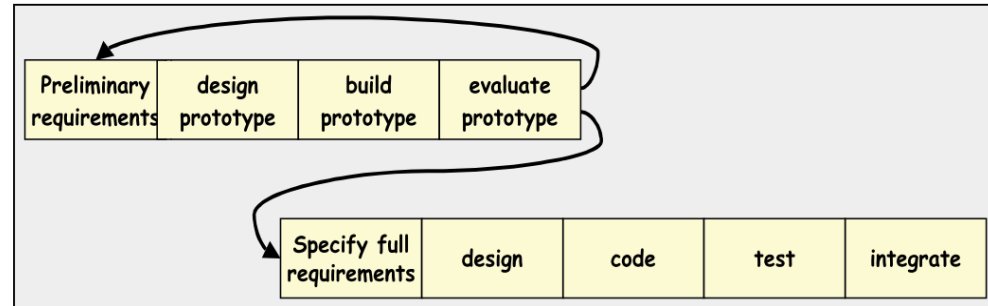 Preliminary
requirements
design
prototype
build
prototype
evaluate
prototype
Specify full
requirements
design
code
test
integrate